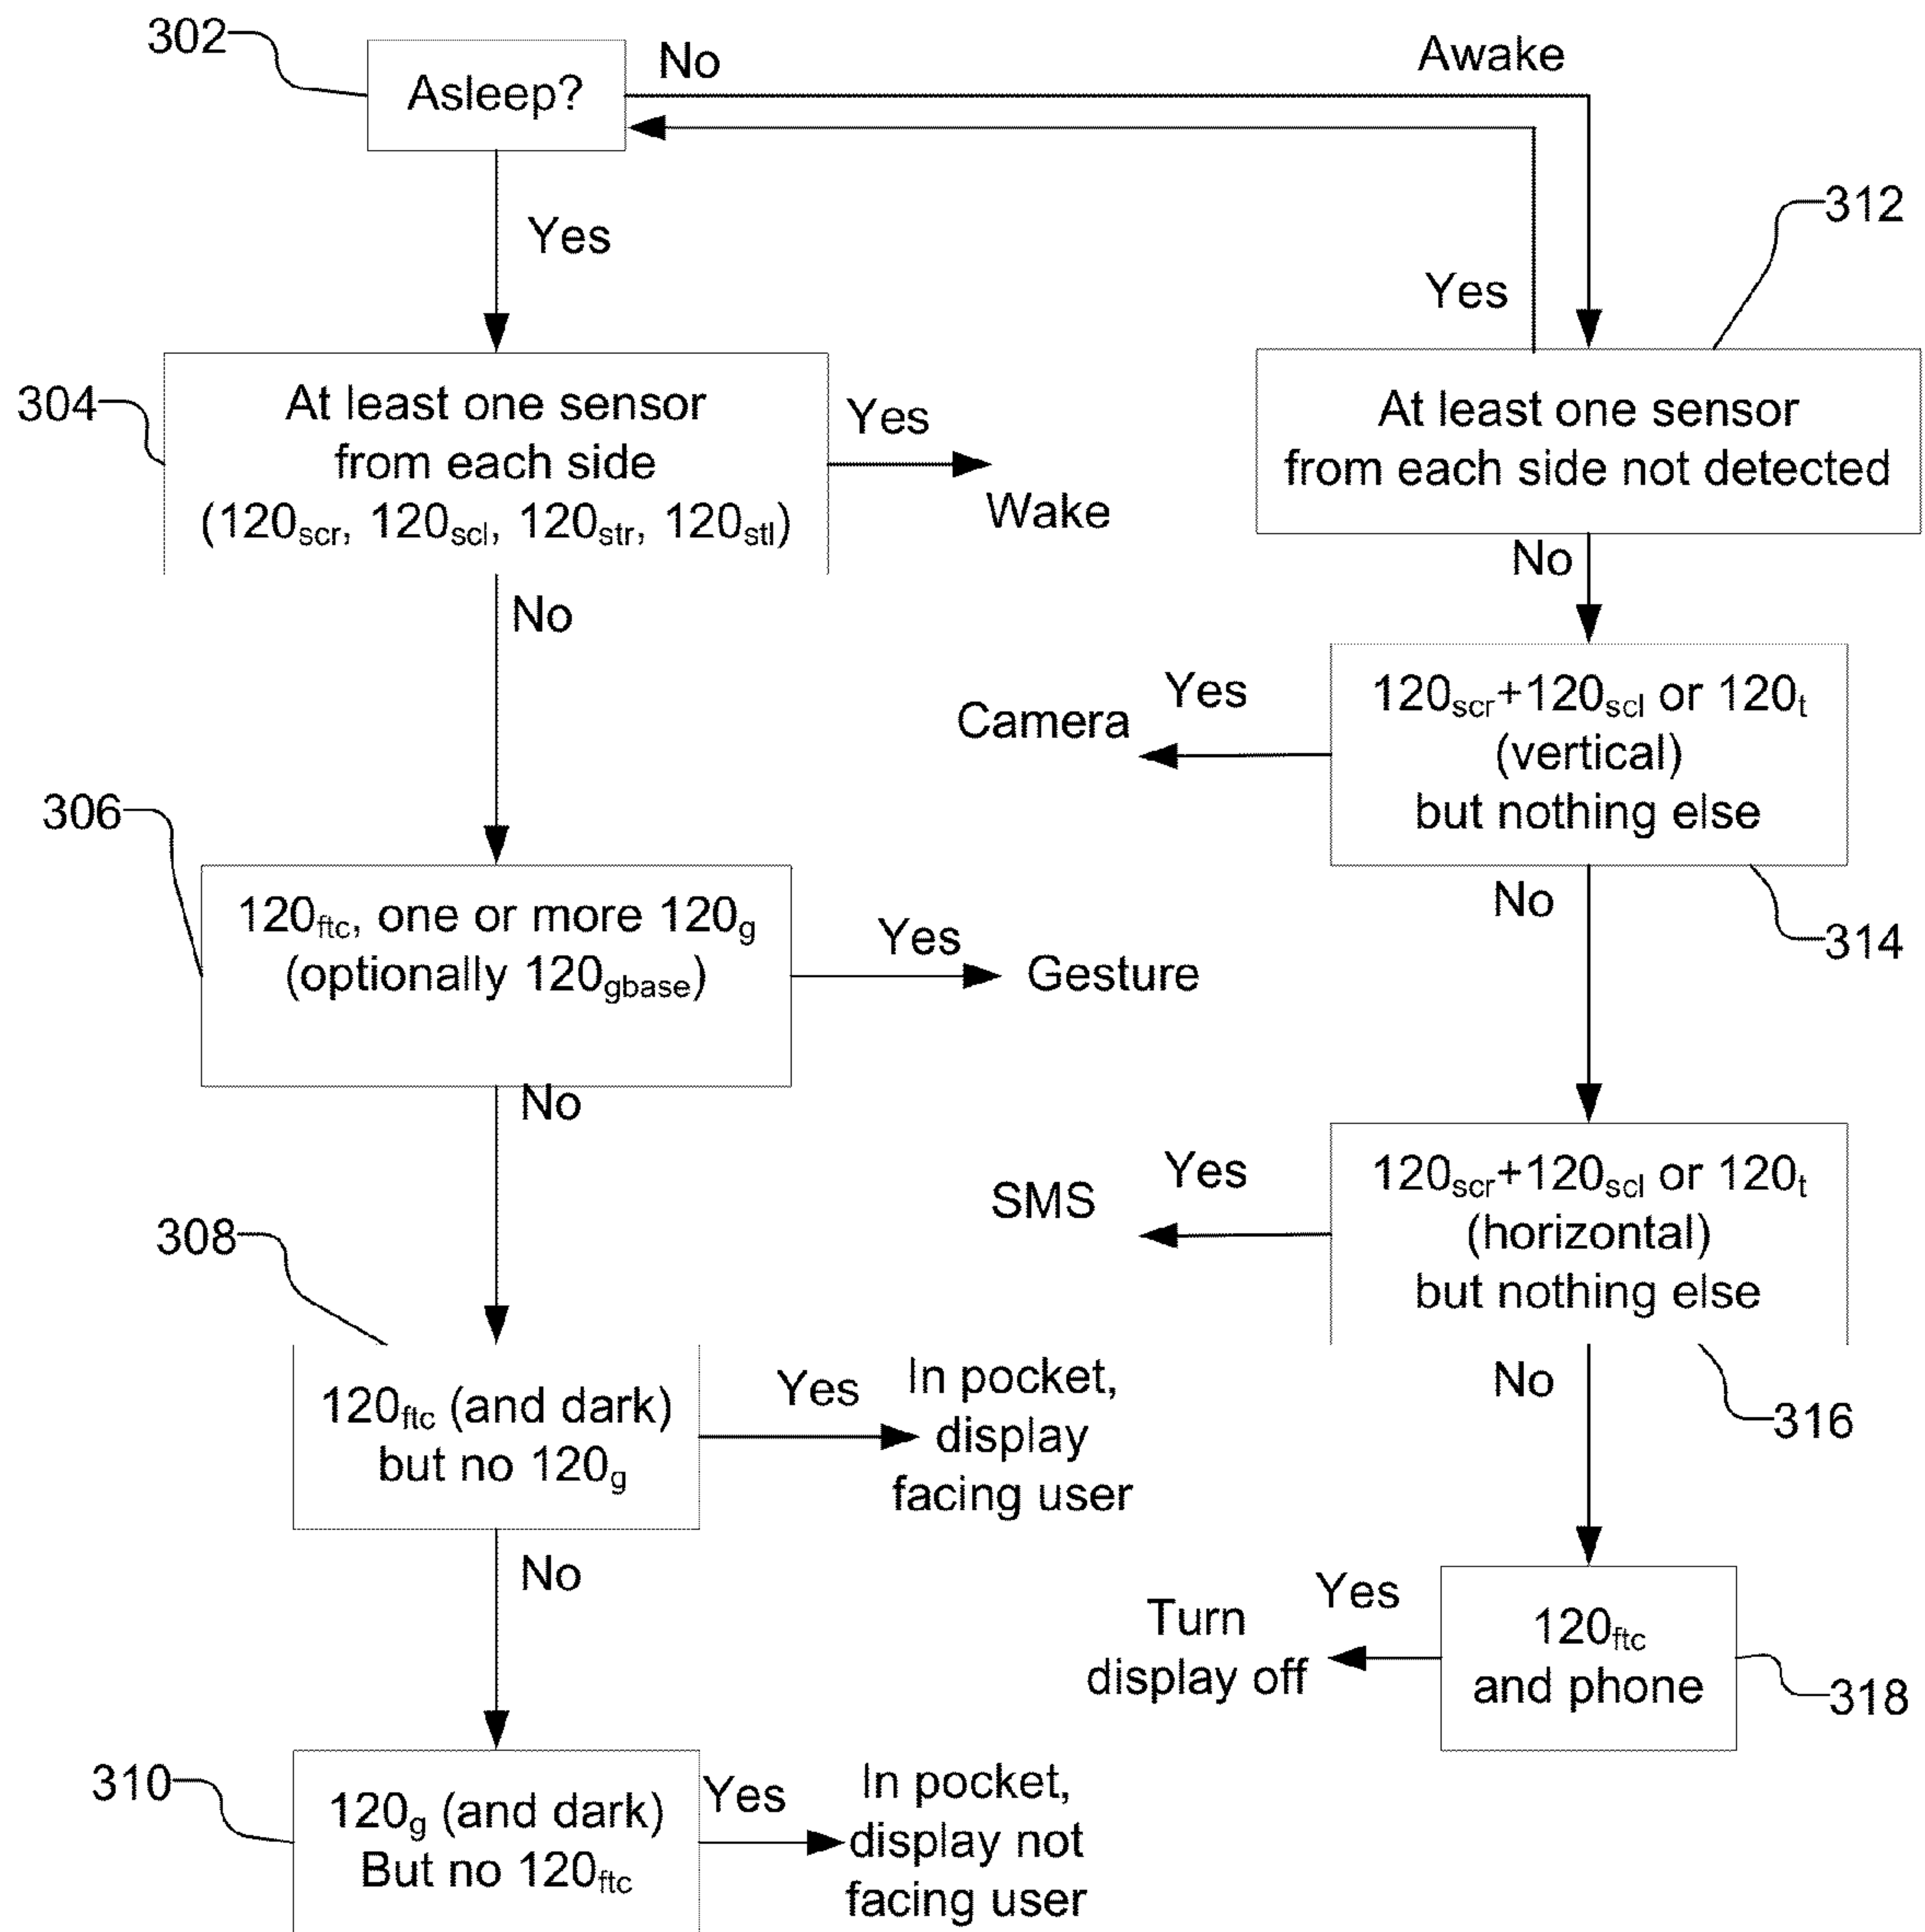 302
Asleep?
No
Awake
Yes
312
Yes
304
At least one sensor
from each side
(120scr, 120scl, 120str, 120stl)
Yes
Wake
At least one sensor
from each side not detected
No
No
Camera
Yes
120scr+120scl or 120t
(vertical)
but nothing else
306
120ftc, one or more 120g
(optionally 120gbase)
Yes
Gesture
No
314
No
SMS
Yes
120scr+120scl or 120t
(horizontal)
but nothing else
308
120ftc (and dark)
but no 120g
Yes
In pocket,
display
facing user
No
316
No
Turn
display off
Yes
120ftc
and phone
318
310
120g (and dark)
But no 120ftc
Yes
In pocket,
display not
facing user